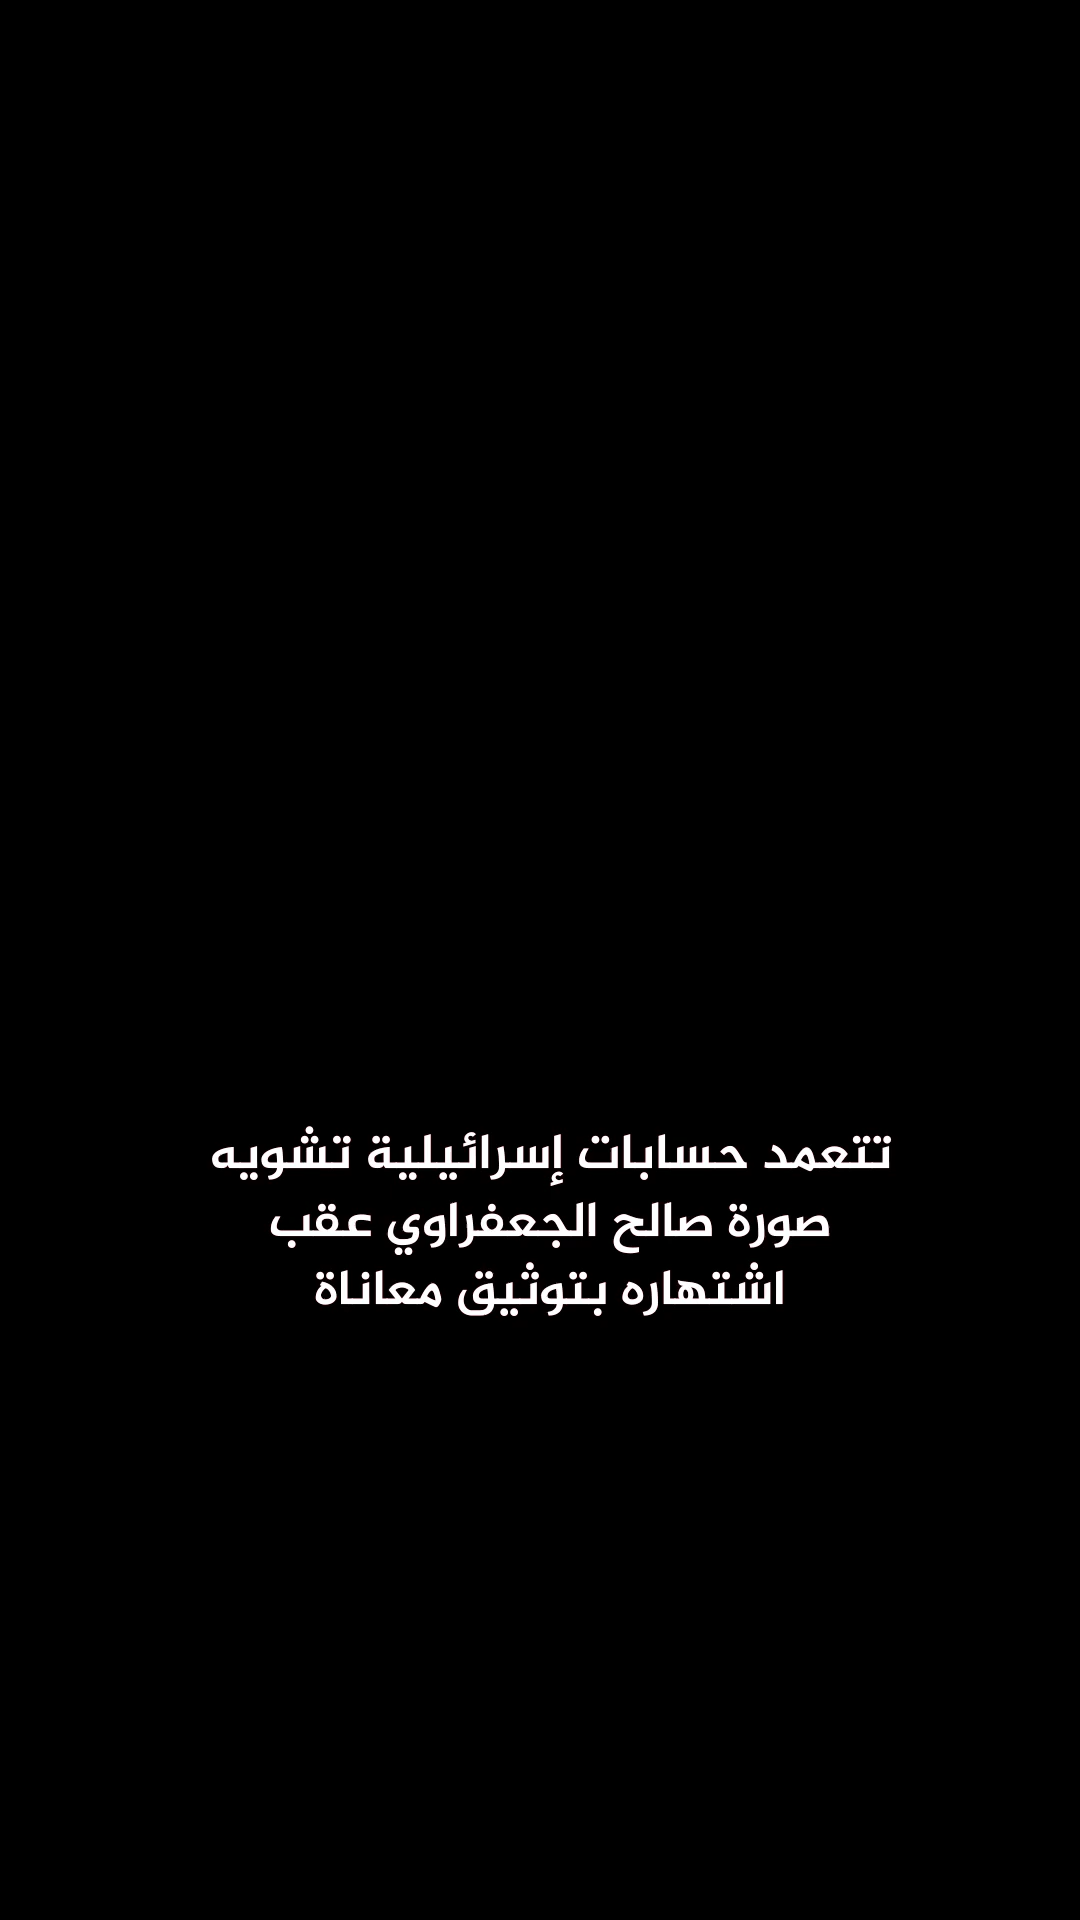 تتعمد حسابات إسرائيلية تشويه
صورة صالح الجعفراوي عقب
اشتهاره بتوثيق معاناة